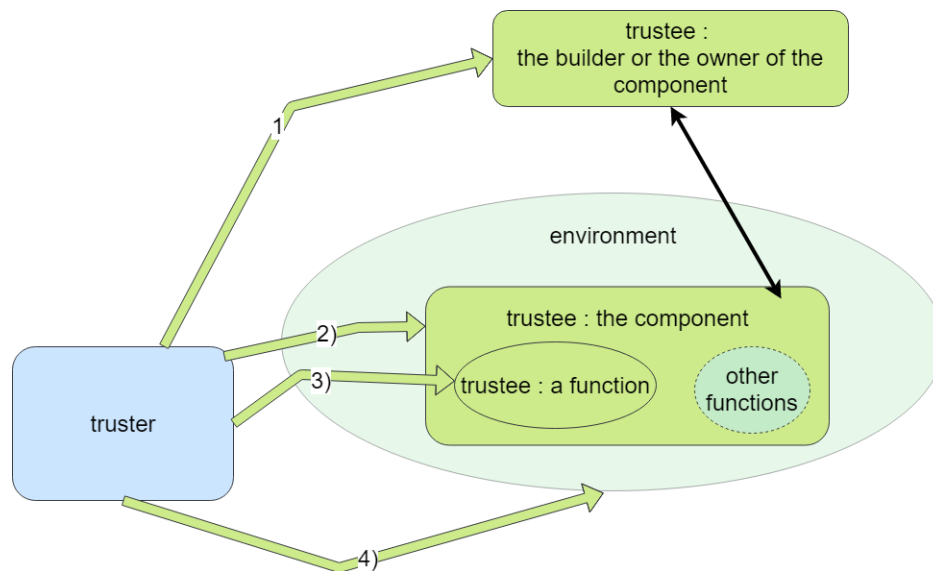 trustee :
the builder or the owner of the
component
1
environment
trustee : the component
2)
3)
trustee : a function
other
functions
truster
4)